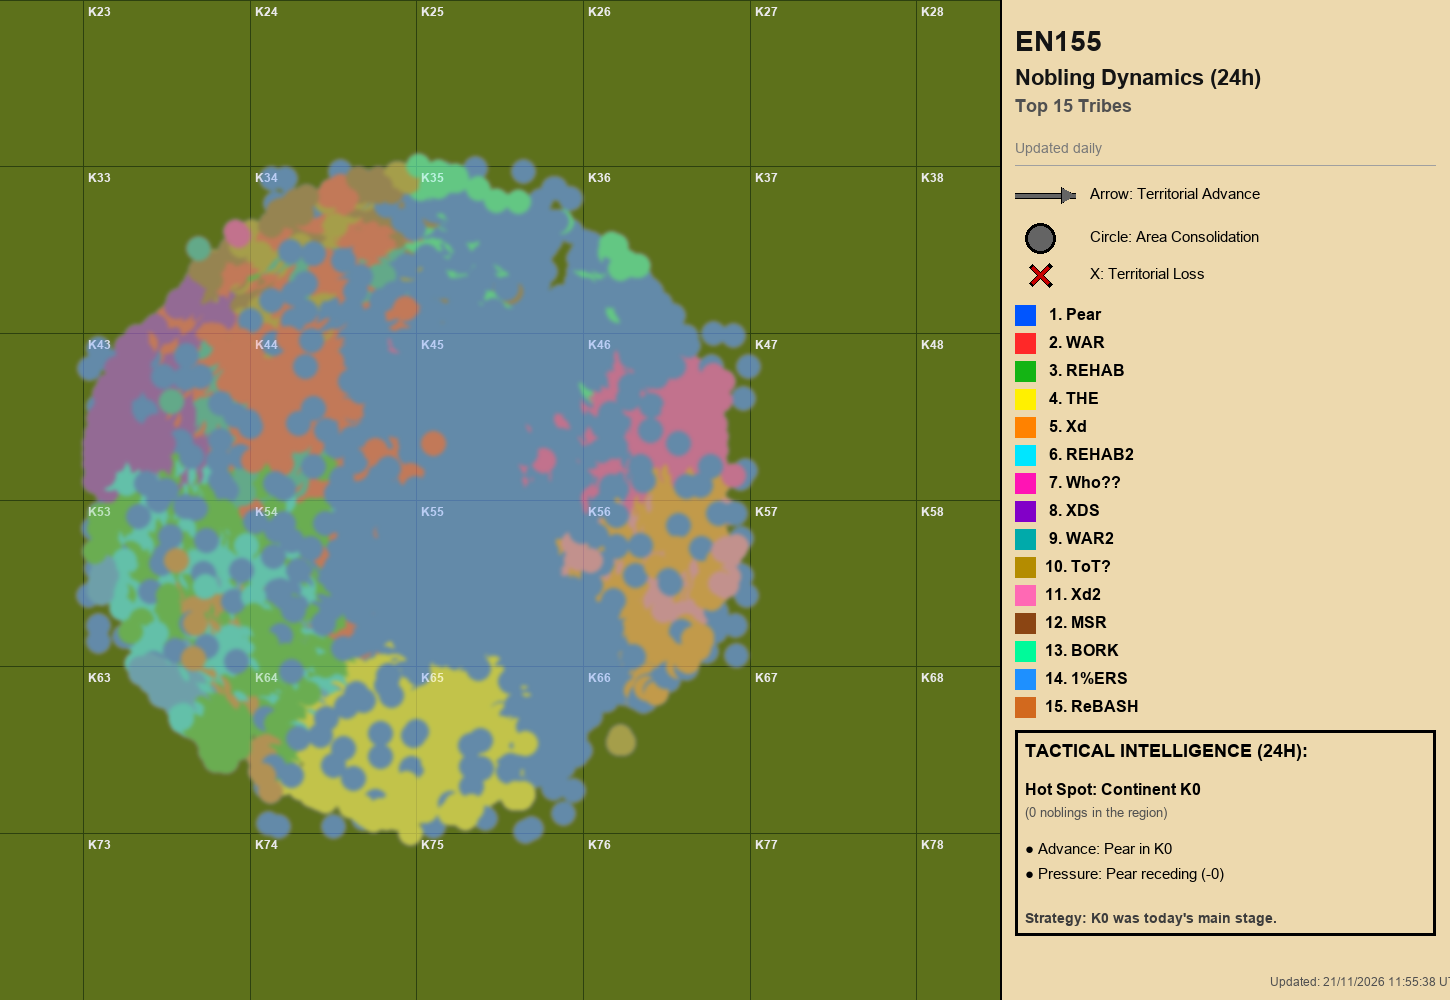 K23 K24 K25 K26 K27 K28
K33 K34 K35 K36 K37 K38
K43 K44 K45 K46 K47 K48
K53 K54 K55 K56 K57 K58
K63 K64 K65 K66 K67 K68
K73 K74 K75 K76 K77 K78
EN155
Nobling Dynamics (24h)
Top 15 Tribes
Updated daily
Arrow: Territorial Advance
Circle: Area Consolidation
X: Territorial Loss
1. Pear
2. WAR
3. REHAB
4. THE
5. Xd
6. REHAB2
7. Who??
8. XDS
9. WAR2
10. ToT?
11. Xd2
12. MSR
13. BORK
14. 1%ERS
15. ReBASH
TACTICAL INTELLIGENCE (24H):
Hot Spot: Continent K0
(0 noblings in the region)
● Advance: Pear in K0
● Pressure: Pear receding (-0)
Strategy: K0 was today's main stage.
Updated: 21/11/2026 11:55:38